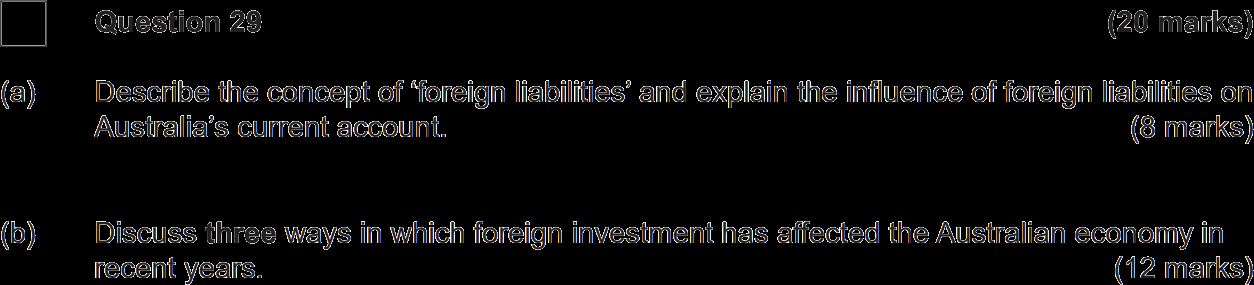 Question 29 (20 marks)
(a) Describe the concept of ‘foreign liabilities’ and explain the influence of foreign liabilities on
Australia’s current account. (8 marks)
(b) Discuss three ways in which foreign investment has affected the Australian economy in
recent years. (12 marks)